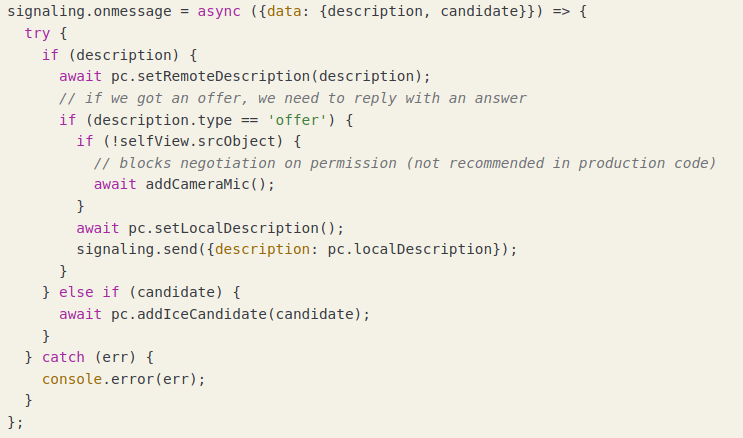 signaling.onmessage = async ({data: {description, candidate}}) => {
  try {
    if (description) {
      await pc.setRemoteDescription(description);
      // if we got an offer, we need to reply with an answer
      if (description.type == 'offer') {
        if (!selfView.srcObject) {
          // blocks negotiation on permission (not recommended in production code)
          await addCameraMic();
        }
        await pc.setLocalDescription();
        signaling.send({description: pc.localDescription});
      }
    } else if (candidate) {
      await pc.addIceCandidate(candidate);
    }
  } catch (err) {
    console.error(err);
  }
};